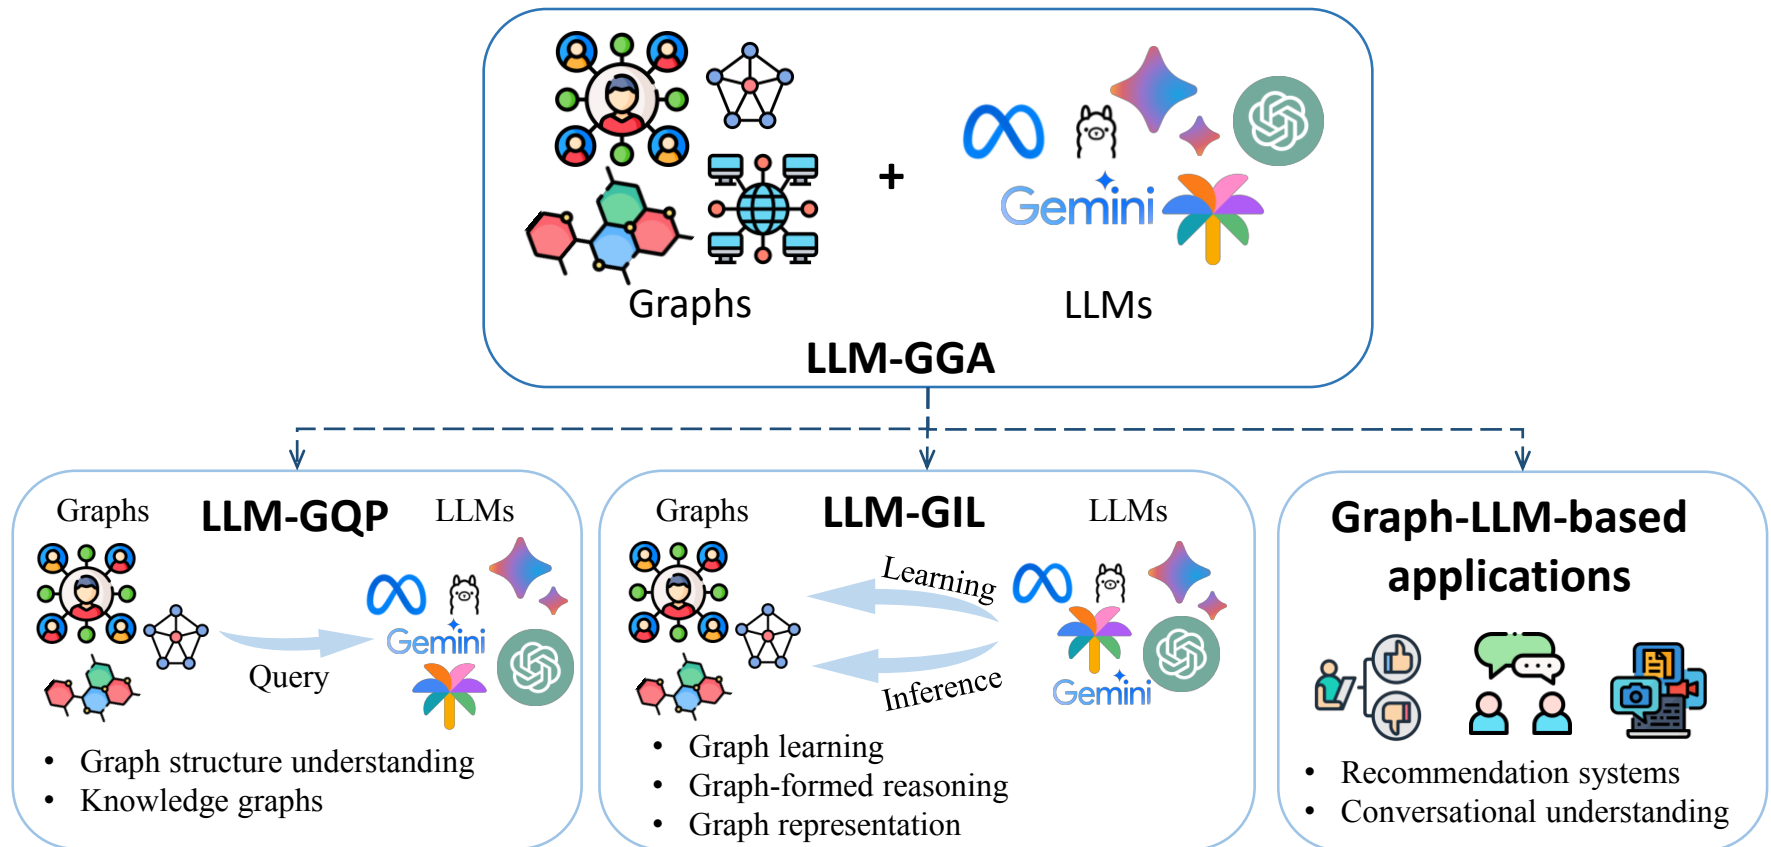 +
Gemini
Graphs
LLMs
LLM-GGA
Graphs
LLM-GQP
LLMs
Gemini
Query
• Graph structure understanding
• Knowledge graphs
Graphs
LLM-GIL
LLMs
Learning
Inference
Gemini
• Graph learning
• Graph-formed reasoning
• Graph representation
Graph-LLM-based
applications
• Recommendation systems
• Conversational understanding